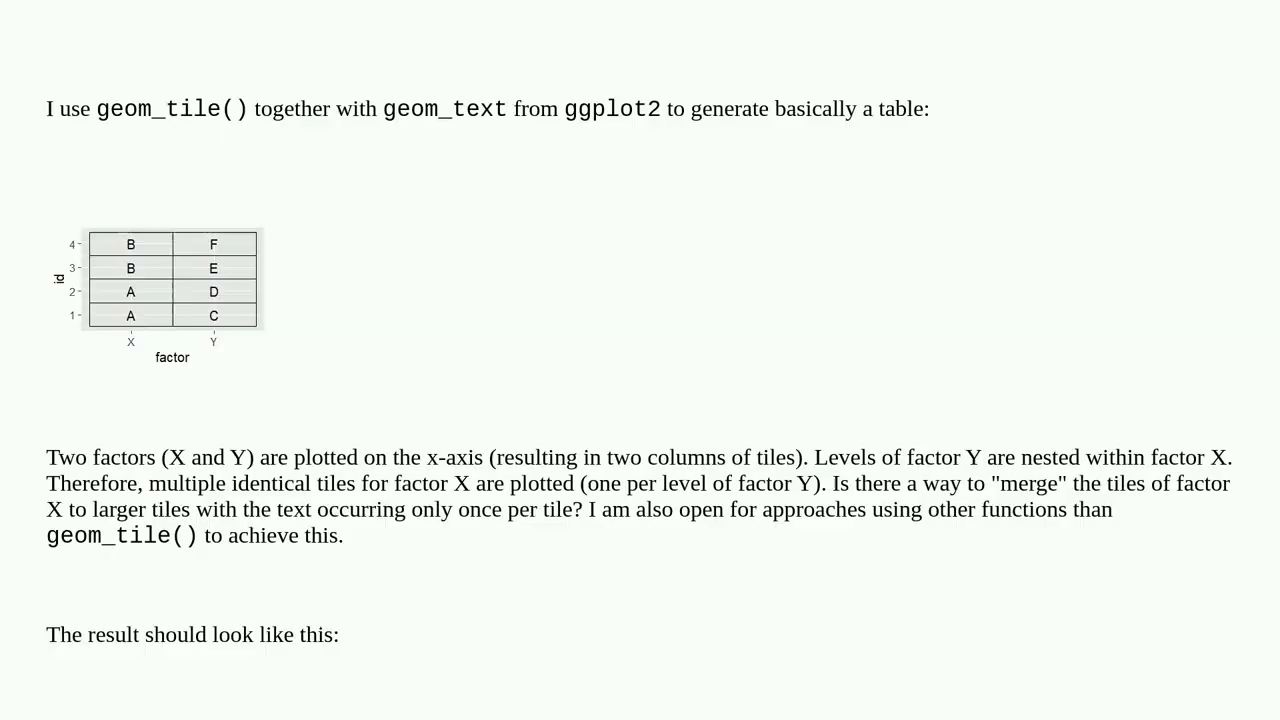 I use geom_tile() together with geom_text from ggplot2 to generate basically a table:
4 B F
3 B E
id
2 A D
1 A C
X Y
factor
Two factors (X and Y) are plotted on the x-axis (resulting in two columns of tiles). Levels of factor Y are nested within factor X.
Therefore, multiple identical tiles for factor X are plotted (one per level of factor Y). Is there a way to "merge" the tiles of factor
X to larger tiles with the text occurring only once per tile? I am also open for approaches using other functions than
geom_tile() to achieve this.
The result should look like this: